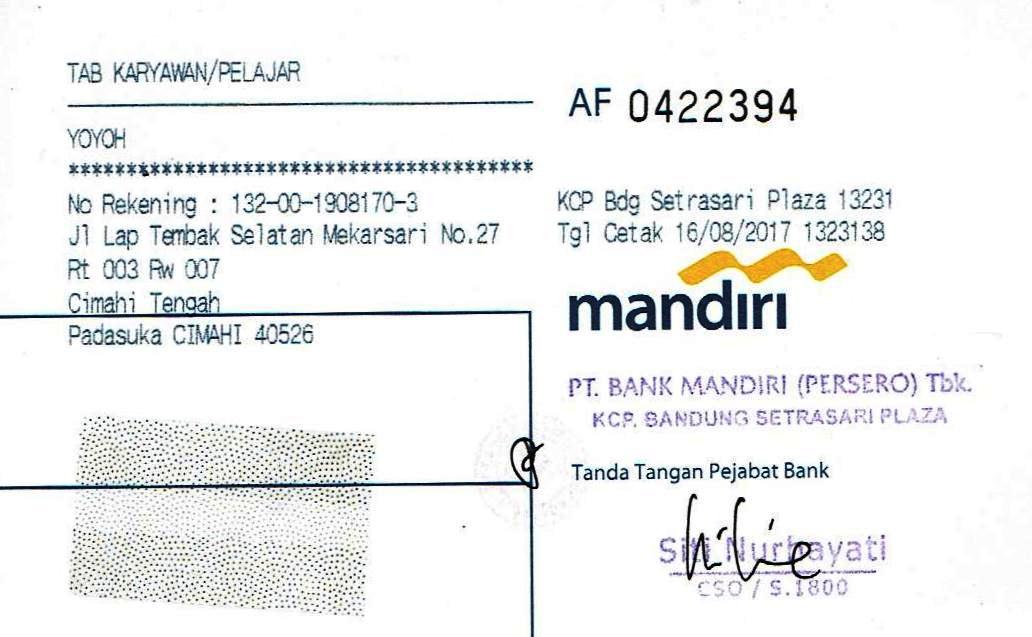 TAB KARYAWAN/PELAJAR
AF 0422394
YOYOH
****************************************
No Rekening : 132-00-1908170-3
Jl Lap Tembak Selatan Mekarsari No.27
Rt 003 Rw 007
Cimahi Tengah
Padasuka CIMAHI 40526
KCP Bdg Setrasari Plaza 13231
Tgl Cetak 16/08/2017 1323138
mandırı
PT. BANK MANDIRI (PERSERO) Tbk.
KCP. BANDUNG SETRASARI PLAZA
Tanda Tangan Pejabat Bank
Siti Nurhayati
CSO / S.1800